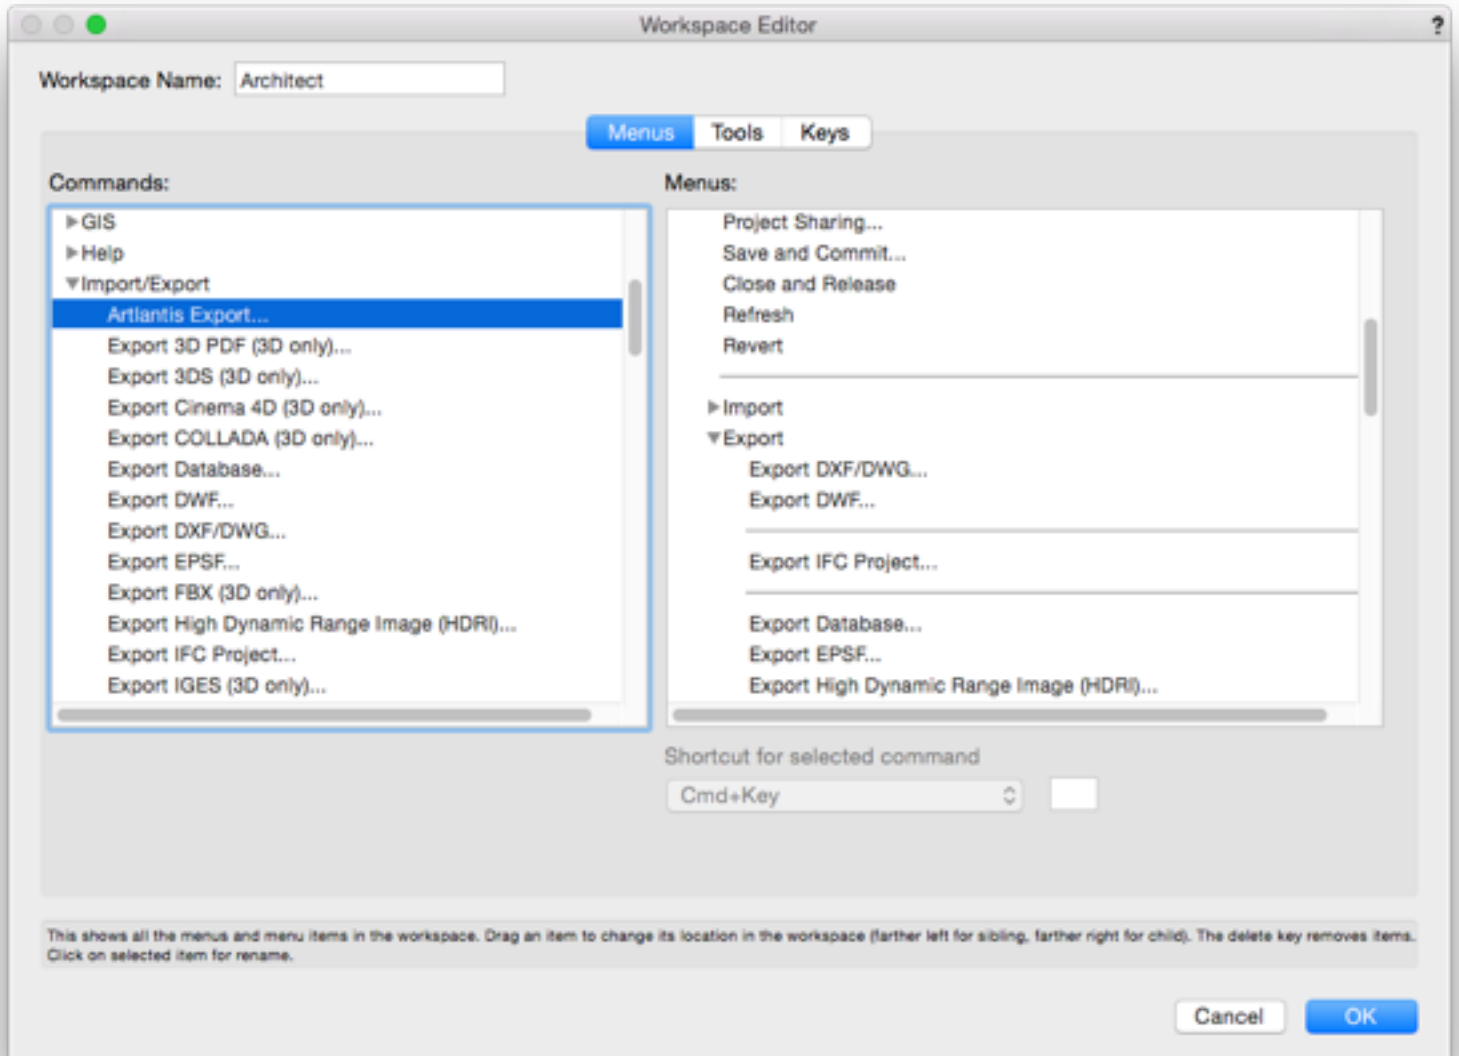 Workspace Editor
?
Workspace Name: Architect
Menus Tools Keys
Commands:
GIS
Help
Import/Export
Artlantis Export...
Export 3D PDF (3D only)...
Export 3DS (3D only)...
Export Cinema 4D (3D only)...
Export COLLADA (3D only)...
Export Database...
Export DWF...
Export DXF/DWG...
Export EPSF...
Export FBX (3D only)...
Export High Dynamic Range Image (HDRI)...
Export IFC Project...
Export IGES (3D only)...
Menus:
Project Sharing...
Save and Commit...
Close and Release
Refresh
Revert
Import
Export
Export DXF/DWG...
Export DWF...
Export IFC Project...
Export Database...
Export EPSF...
Export High Dynamic Range Image (HDRI)...
Shortcut for selected command
Cmd+Key
This shows all the menus and menu items in the workspace. Drag an item to change its location in the workspace (farther left for sibling, farther right for child). The delete key removes items.
Click on selected item for rename.
Cancel OK